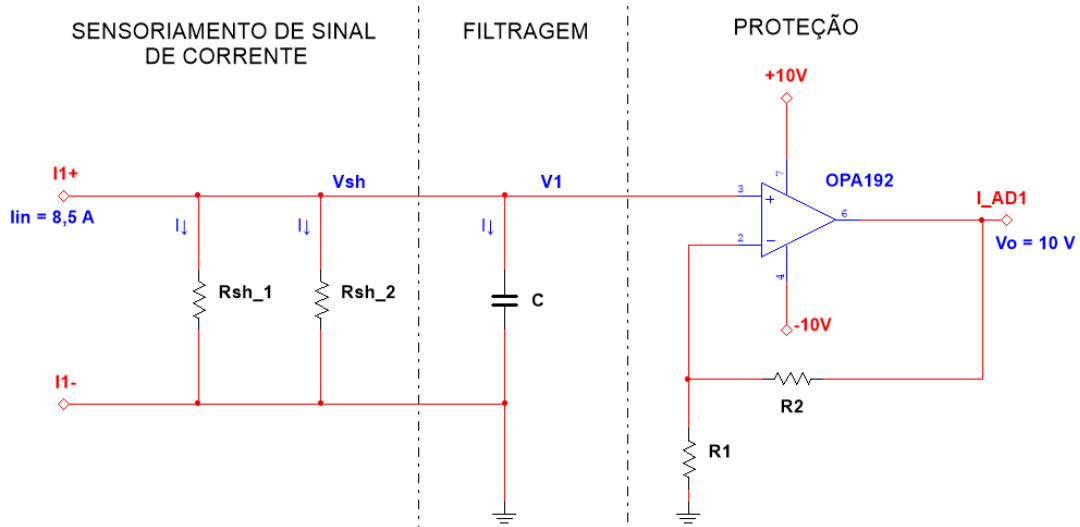 SENSORIAMENTO DE SINAL
DE CORRENTE
FILTRAGEM
PROTEÇÃO
+10V
I1+
Vsh
V1
7
OPA192
Iin = 8,5 A
I↓
I↓
I↓
3
+
6
I_AD1
2
−
Vo = 10 V
4
Rsh_1
Rsh_2
C
-10V
I1-
R2
R1